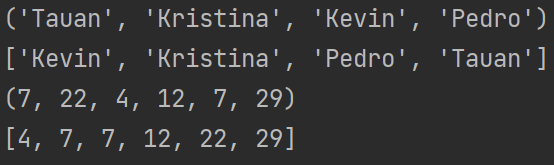 ('Tauan', 'Kristina', 'Kevin', 'Pedro')
['Kevin', 'Kristina', 'Pedro', 'Tauan']
(7, 22, 4, 12, 7, 29)
[4, 7, 7, 12, 22, 29]